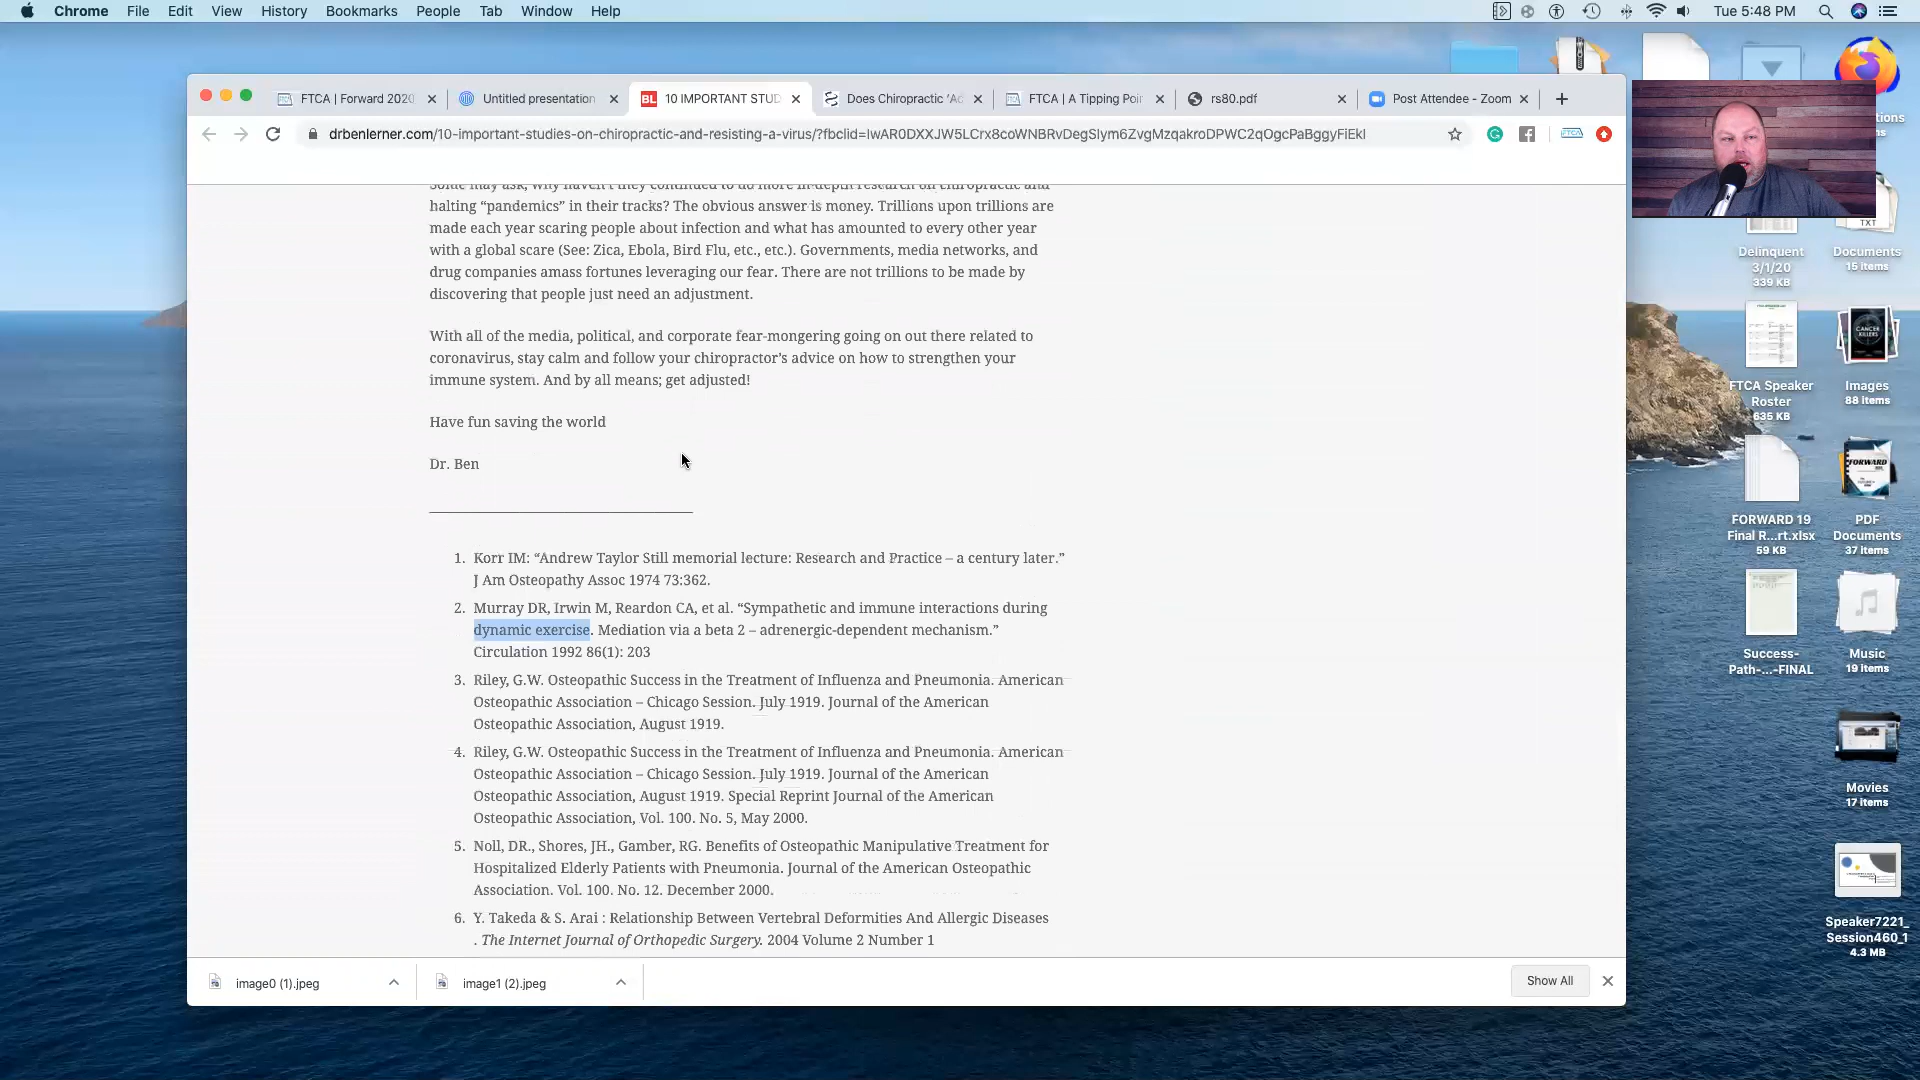 Chrome File Edit View History Bookmarks People Tab Window Help
Tue 5:48 PM
FTCA | Forward 2020
Untitled presentation
BL 10 IMPORTANT STUD
Does Chiropractic 'Ad
FTCA | A Tipping Poin
rs80.pdf
Post Attendee - Zoom
halting “pandemics” in their tracks? The obvious answer is money. Trillions upon trillions are
made each year scaring people about infection and what has amounted to every other year
with a global scare (See: Zica, Ebola, Bird Flu, etc., etc.). Governments, media networks, and
drug companies amass fortunes leveraging our fear. There are not trillions to be made by
discovering that people just need an adjustment.
With all of the media, political, and corporate fear-mongering going on out there related to
coronavirus, stay calm and follow your chiropractor’s advice on how to strengthen your
immune system. And by all means; get adjusted!
Have fun saving the world
Dr. Ben
1. Korr IM: “Andrew Taylor Still memorial lecture: Research and Practice – a century later.”
J Am Osteopathy Assoc 1974 73:362.
2. Murray DR, Irwin M, Reardon CA, et al. “Sympathetic and immune interactions during
dynamic exercise. Mediation via a beta 2 – adrenergic-dependent mechanism.”
Circulation 1992 86(1): 203
3. Riley, G.W. Osteopathic Success in the Treatment of Influenza and Pneumonia. American
Osteopathic Association – Chicago Session. July 1919. Journal of the American
Osteopathic Association, August 1919.
4. Riley, G.W. Osteopathic Success in the Treatment of Influenza and Pneumonia. American
Osteopathic Association – Chicago Session. July 1919. Journal of the American
Osteopathic Association, August 1919. Special Reprint Journal of the American
Osteopathic Association, Vol. 100. No. 5, May 2000.
5. Noll, DR., Shores, JH., Gamber, RG. Benefits of Osteopathic Manipulative Treatment for
Hospitalized Elderly Patients with Pneumonia. Journal of the American Osteopathic
Association. Vol. 100. No. 12. December 2000.
6. Y. Takeda & S. Arai : Relationship Between Vertebral Deformities And Allergic Diseases
. The Internet Journal of Orthopedic Surgery. 2004 Volume 2 Number 1
image0 (1).jpeg
image1 (2).jpeg
Show All
TXT
Delinquent
3/1/20
339 KB
Documents
15 items
FTCA Speaker
Roster
635 KB
CANCER
KILLERS
Images
88 items
FORWARD 19
Final R...rt.xlsx
59 KB
FORWARD
PDF
Documents
37 items
Success-
Path-...-FINAL
Music
19 items
Movies
17 items
Speaker7221_
Session460_1
4.3 MB